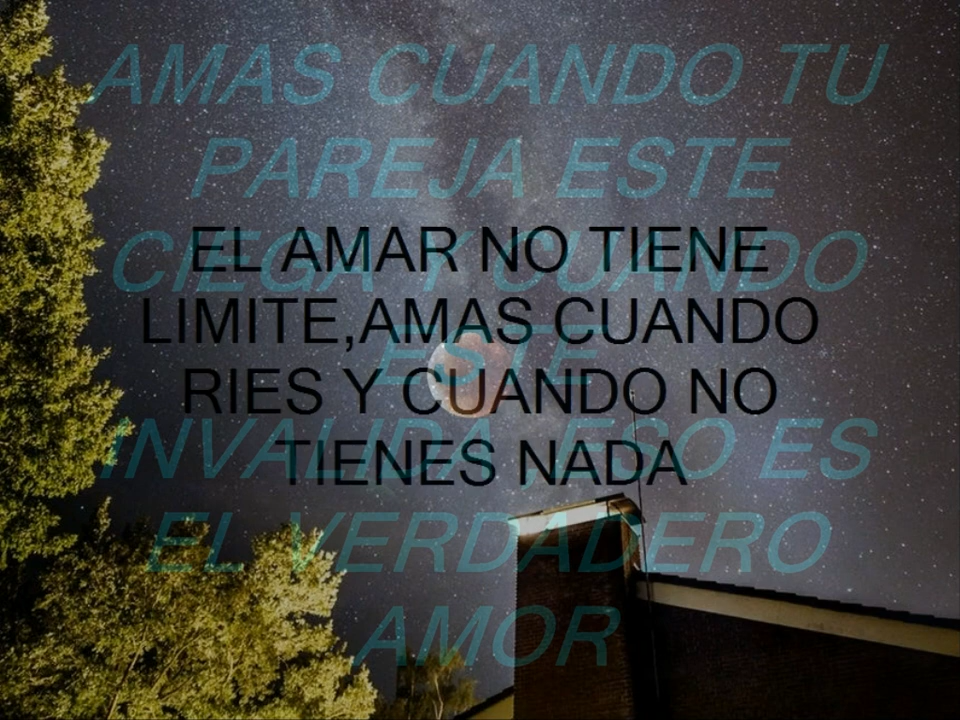 EL AMAR NO TIENE
LIMITE,AMAS CUANDO
RIES Y CUANDO NO
TIENES NADA
AMAS CUANDO TU
PAREJA ESTE
CIEGA Y CUANDO
ESTE
INVALIDA ESO ES
EL VERDADERO
AMOR